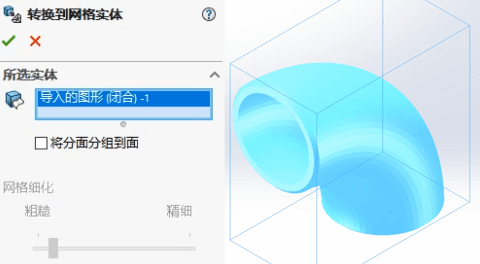 转换到网格实体
所选实体
导入的图形 (闭合) -1
将分面分组到面
网格细化
粗糙 精细